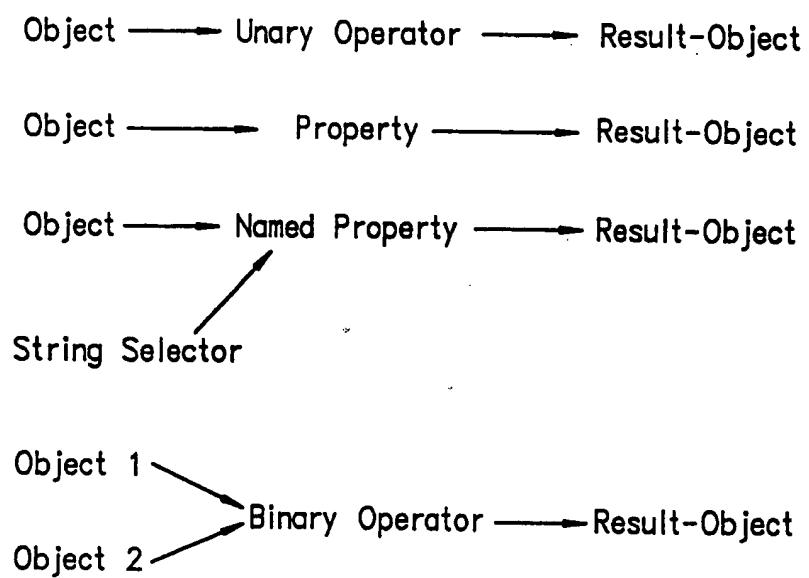 Object Unary Operator Result-Object
Object Property Result-Object
Object Named Property Result-Object
String Selector
Object 1
Binary Operator Result-Object
Object 2